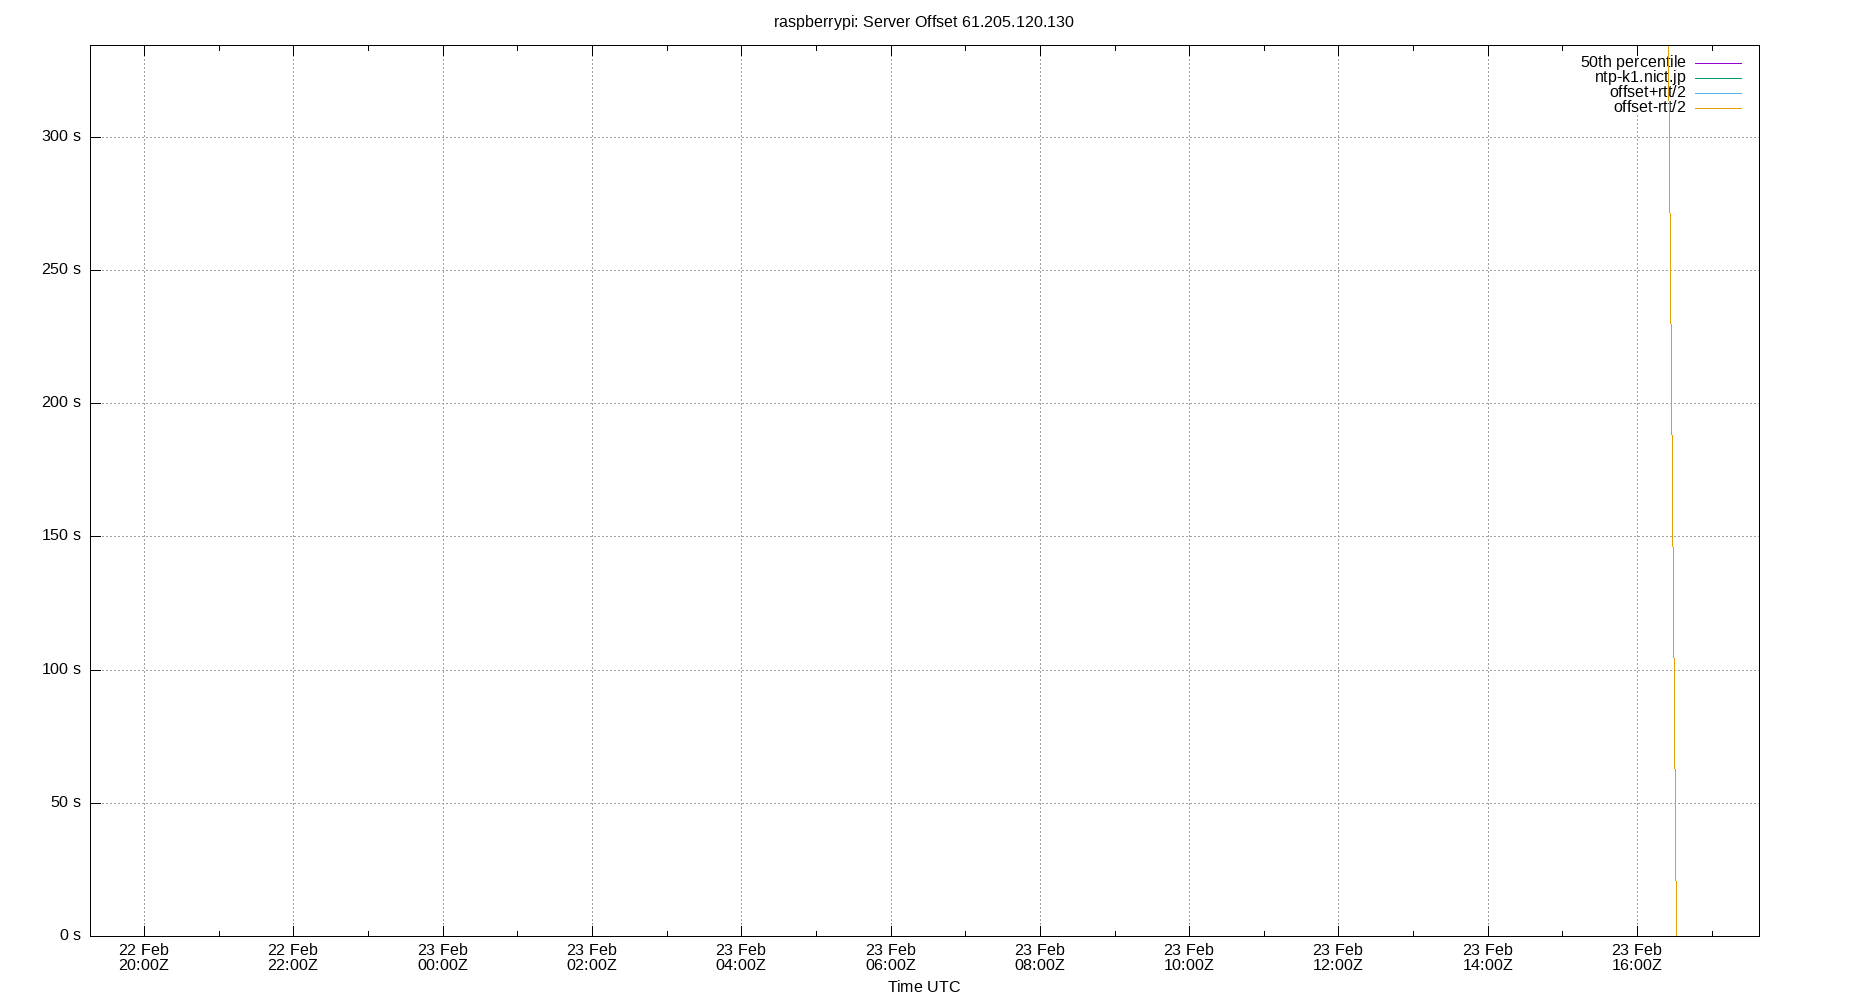 raspberrypi: Server Offset 61.205.120.130
50th percentile
ntp-k1.nict.jp
offset+rtt/2
offset-rtt/2
300 s
250 s
200 s
150 s
100 s
50 s
0 s
22 Feb 22 Feb 23 Feb 23 Feb 23 Feb 23 Feb 23 Feb 23 Feb 23 Feb 23 Feb 23 Feb
20:00Z 22:00Z 00:00Z 02:00Z 04:00Z 06:00Z 08:00Z 10:00Z 12:00Z 14:00Z 16:00Z
Time UTC